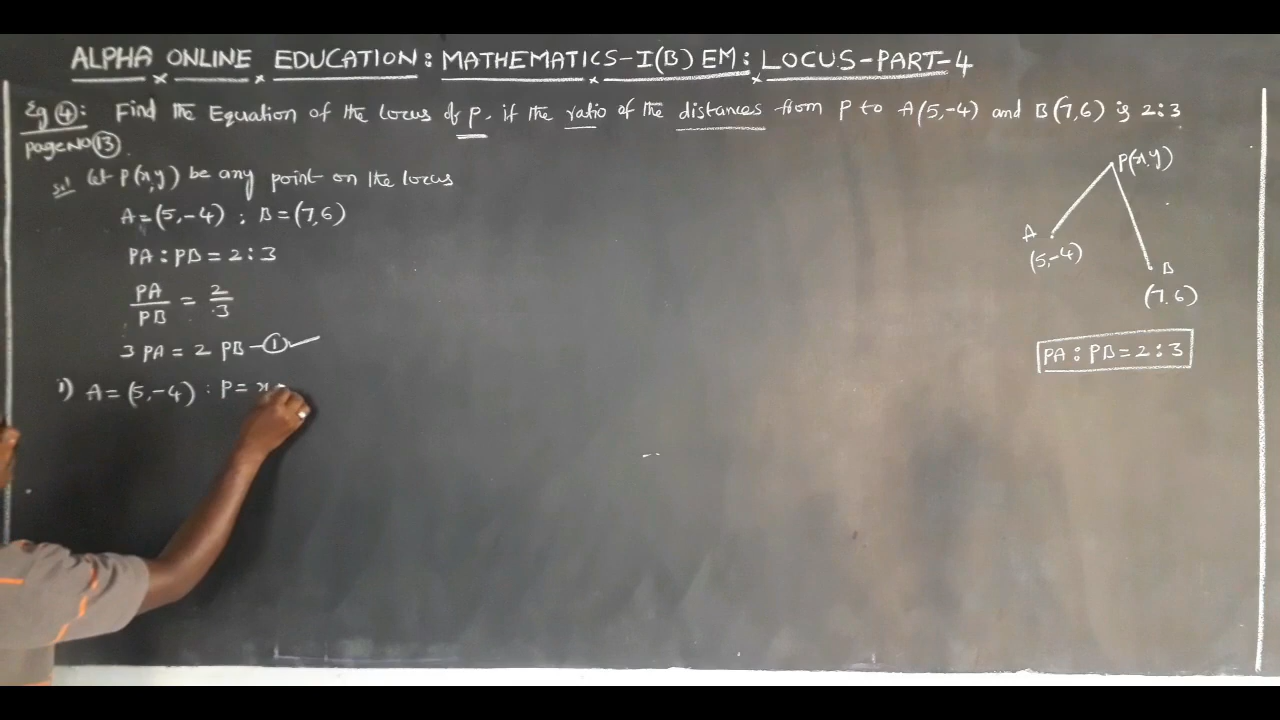 ALPHA ONLINE EDUCATION: MATHEMATICS-I(B) EM: LOCUS-PART-4
Eg ④: Find the Equation of the locus of P, if the ratio of the distances from P to A(5,-4) and B(7,6) is 2:3
page NO ⑬
Sol Let P(x,y) be any point on the locus
A=(5,-4) ; B=(7,6)
PA : PB = 2 : 3
PA/PB = 2/3
3 PA = 2 PB -①
i) A = (5,-4) : P = x
P(x,y)
A
(5,-4)
B
(7,6)
PA : PB = 2 : 3